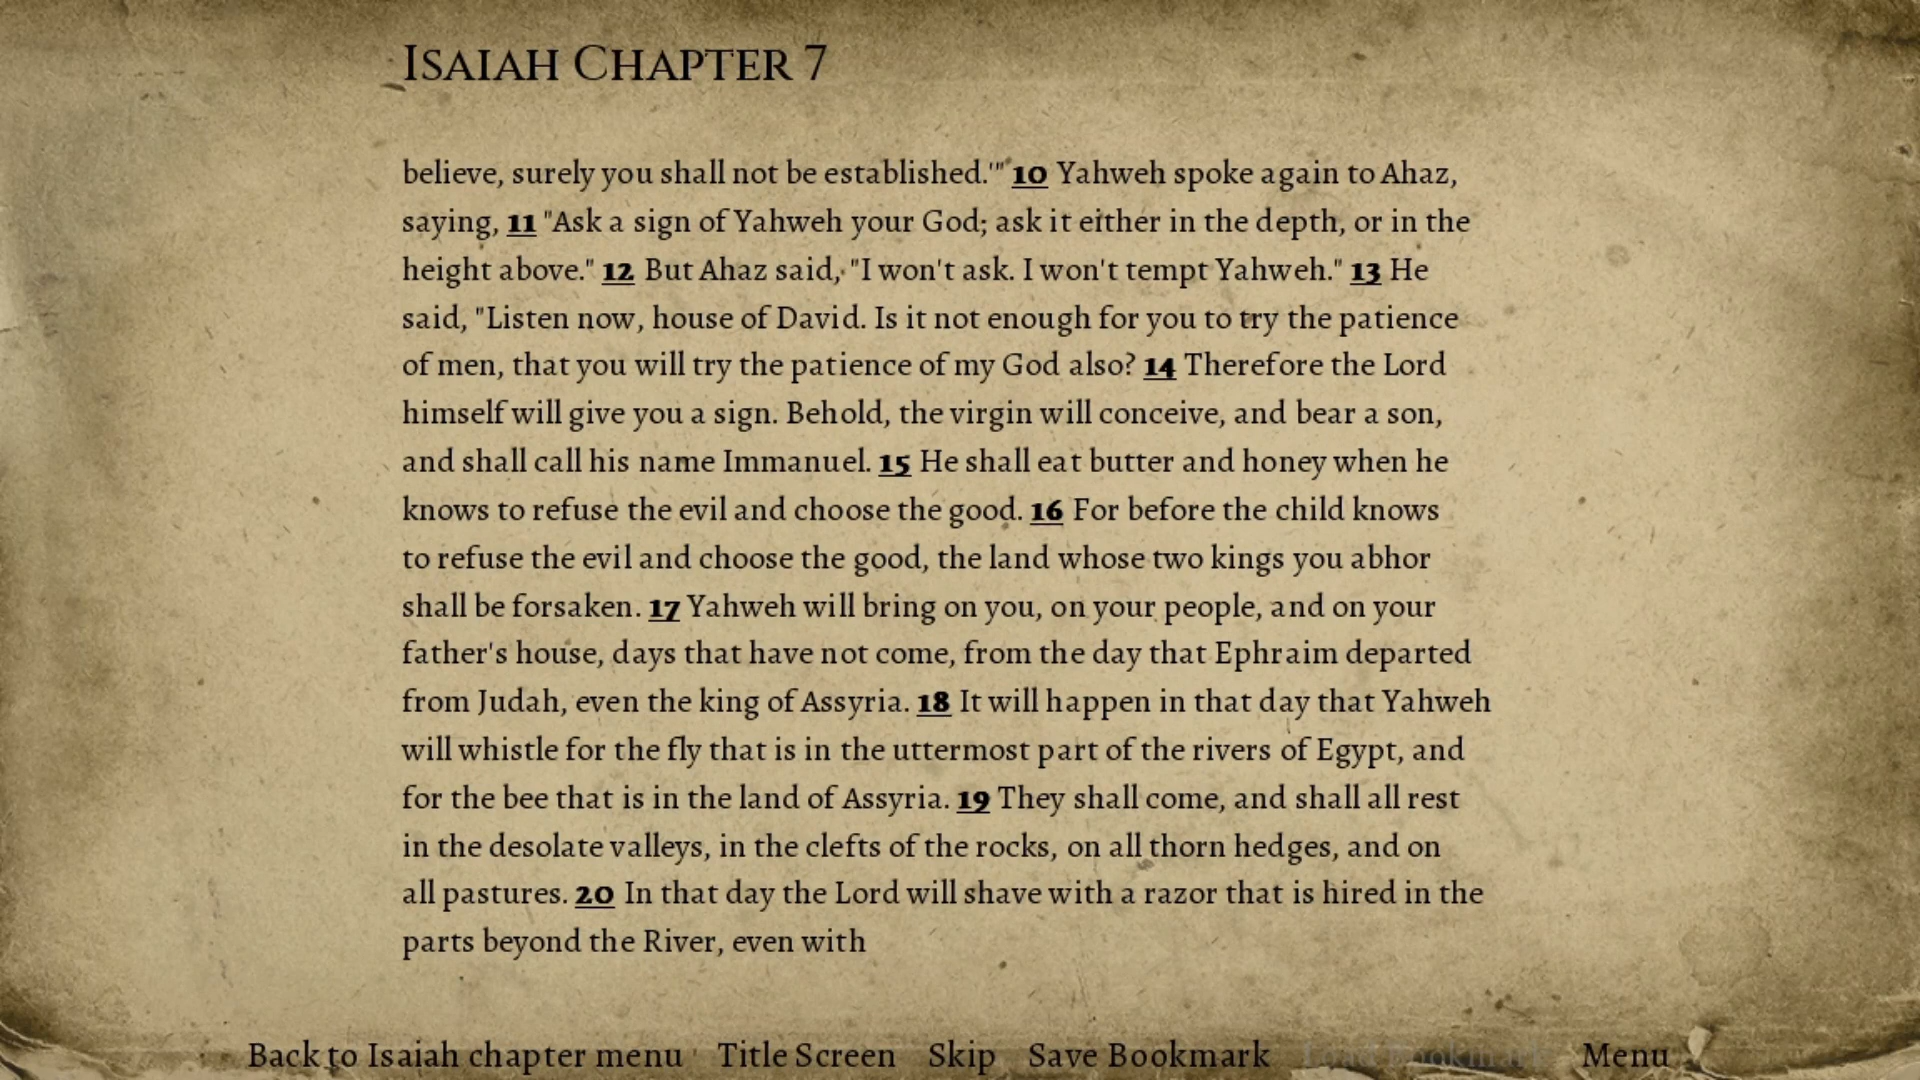 Isaiah Chapter 7
believe, surely you shall not be established.'" 10 Yahweh spoke again to Ahaz,
saying, 11 "Ask a sign of Yahweh your God; ask it either in the depth, or in the
height above." 12 But Ahaz said, "I won't ask. I won't tempt Yahweh." 13 He
said, "Listen now, house of David. Is it not enough for you to try the patience
of men, that you will try the patience of my God also? 14 Therefore the Lord
himself will give you a sign. Behold, the virgin will conceive, and bear a son,
and shall call his name Immanuel. 15 He shall eat butter and honey when he
knows to refuse the evil and choose the good. 16 For before the child knows
to refuse the evil and choose the good, the land whose two kings you abhor
shall be forsaken. 17 Yahweh will bring on you, on your people, and on your
father's house, days that have not come, from the day that Ephraim departed
from Judah, even the king of Assyria. 18 It will happen in that day that Yahweh
will whistle for the fly that is in the uttermost part of the rivers of Egypt, and
for the bee that is in the land of Assyria. 19 They shall come, and shall all rest
in the desolate valleys, in the clefts of the rocks, on all thorn hedges, and on
all pastures. 20 In that day the Lord will shave with a razor that is hired in the
parts beyond the River, even with
Back to Isaiah chapter menu Title Screen Skip Save Bookmark Load Bookmark Menu